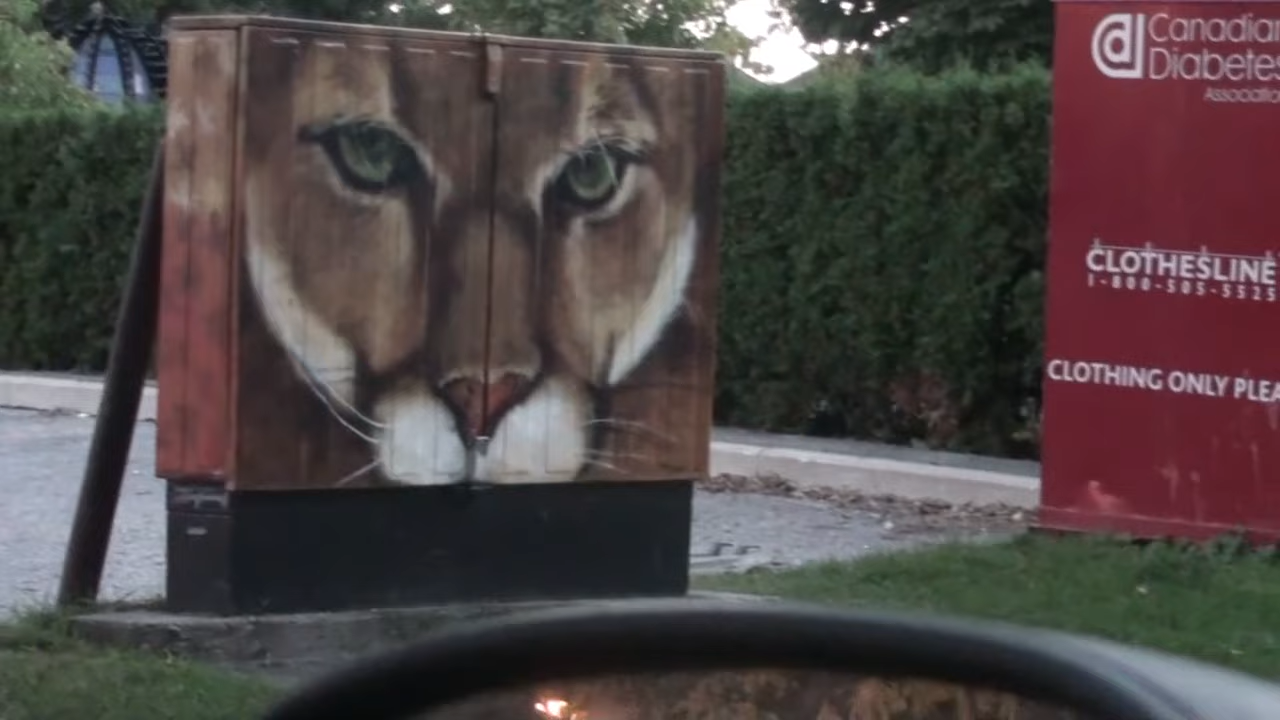 Canadian
Diabetes
Association
CLOTHESLINE
1-800-505-5525
CLOTHING ONLY PLEA